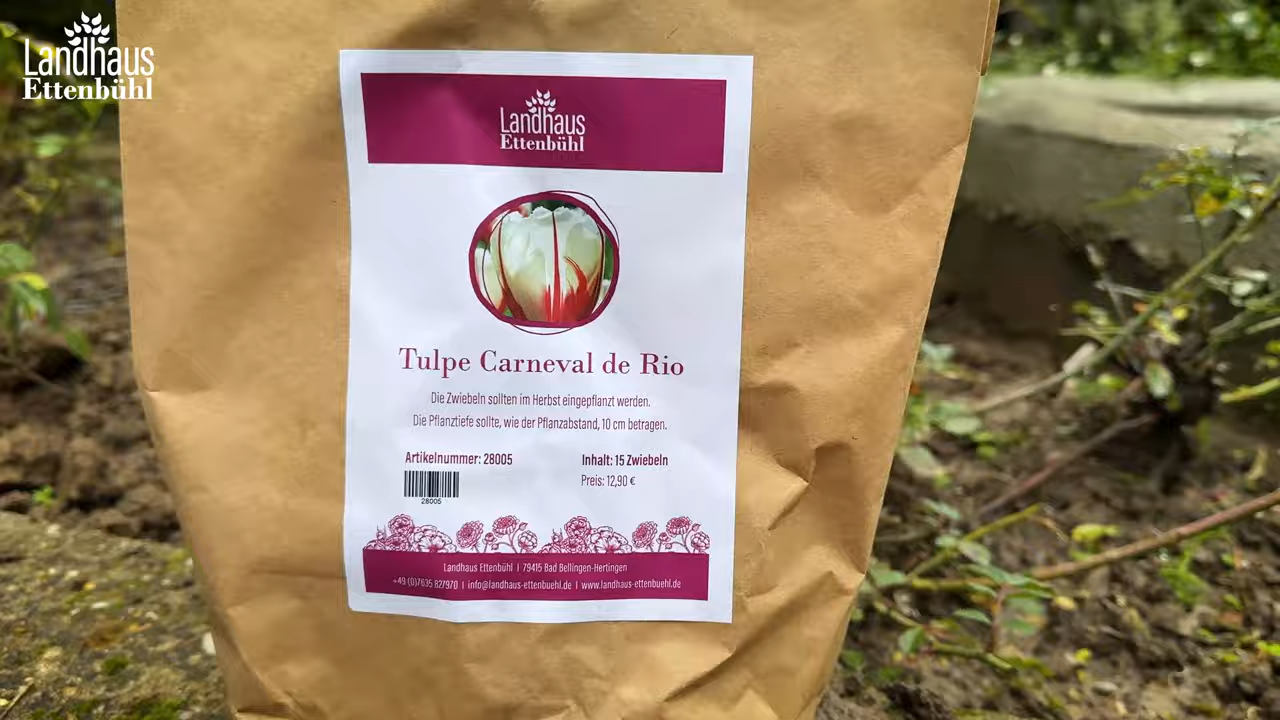 Landhaus
Ettenbühl
Landhaus
Ettenbühl
Tulpe Carneval de Rio
Die Zwiebeln sollten im Herbst eingepflanzt werden.
Die Pflanztiefe sollte, wie der Pflanzabstand, 10 cm betragen.
Artikelnummer: 28005
Inhalt: 15 Zwiebeln
Preis: 12,90 €
28005
Landhaus Ettenbühl | 79415 Bad Bellingen-Hertingen
+49 (0)7635 827970 | info@landhaus-ettenbuehl.de | www.landhaus-ettenbuehl.de